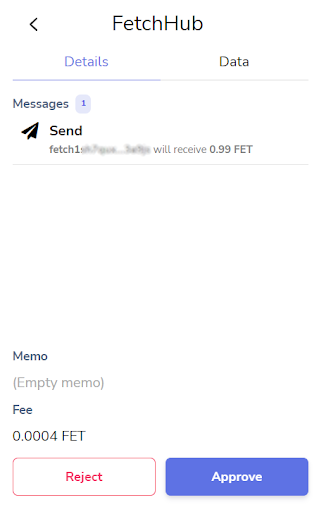 FetchHub
Details
Data
Messages 1
Send
fetch1 will receive 0.99 FET
Memo
(Empty memo)
Fee
0.0004 FET
Reject
Approve